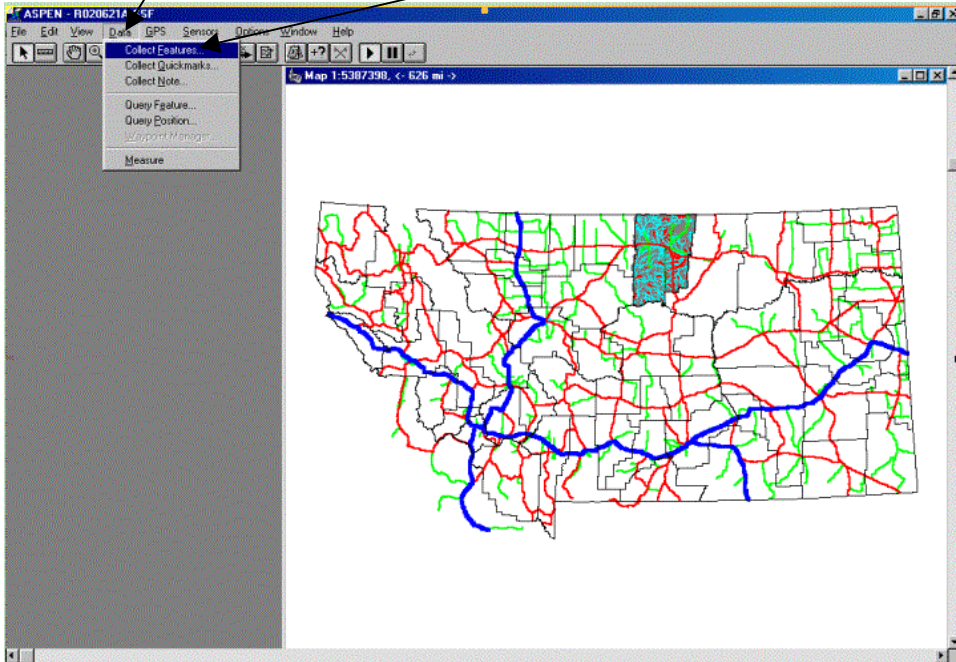 ASPEN - R020621A.SSF
File Edit View Data GPS Sensors Options Window Help
Collect Features...
Collect Quickmarks...
Collect Note...
Query Feature...
Query Position...
Waypoint Manager...
Measure
+?
Map 1:5387398, <- 626 mi ->